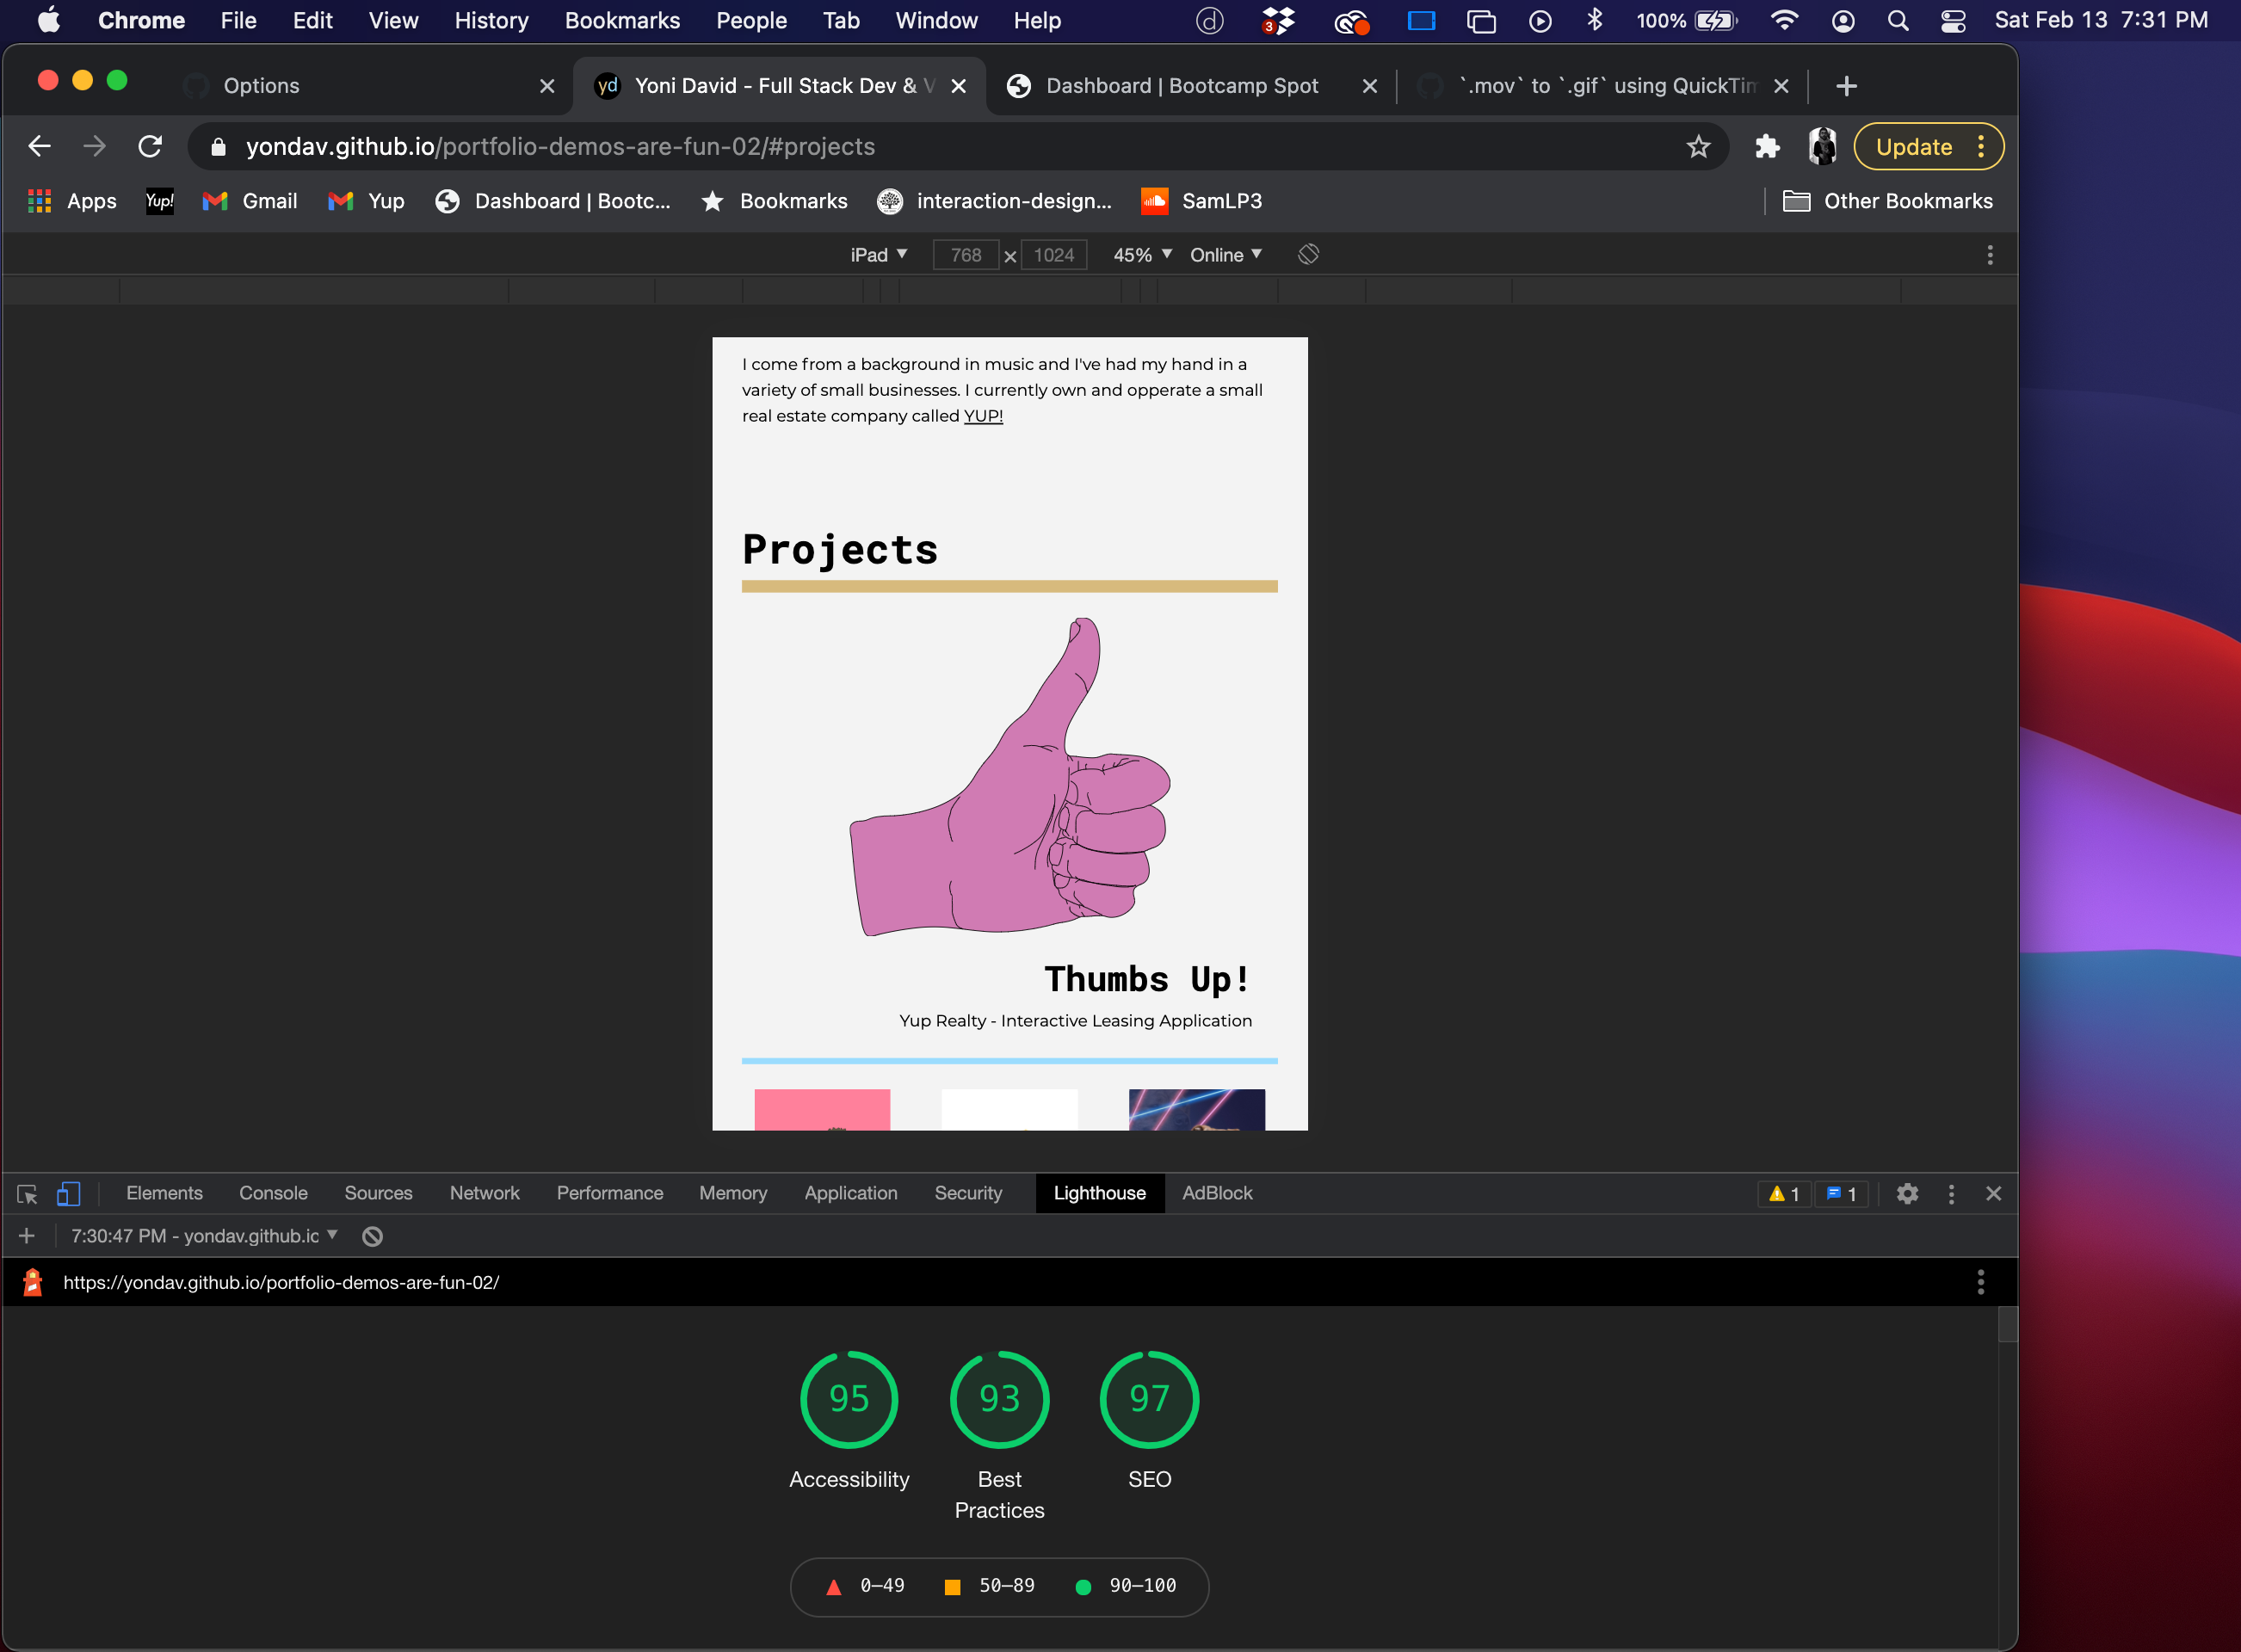 Chrome File Edit View History Bookmarks People Tab Window Help 3 100% Sat Feb 13 7:31 PM
Options yd Yoni David - Full Stack Dev & V Dashboard | Bootcamp Spot `.mov` to `.gif` using QuickTim
yondav.github.io/portfolio-demos-are-fun-02/#projects Update
Apps Yup! Gmail Yup Dashboard | Bootc... Bookmarks interaction-design... SamLP3 Other Bookmarks
iPad 768 × 1024 45% Online
I come from a background in music and I've had my hand in a
variety of small businesses. I currently own and opperate a small
real estate company called YUP!
Projects
Thumbs Up!
Yup Realty - Interactive Leasing Application
Elements Console Sources Network Performance Memory Application Security Lighthouse AdBlock 1 1
7:30:47 PM - yondav.github.ic
https://yondav.github.io/portfolio-demos-are-fun-02/
95 93 97
Accessibility Best Practices SEO
0–49 50–89 90–100